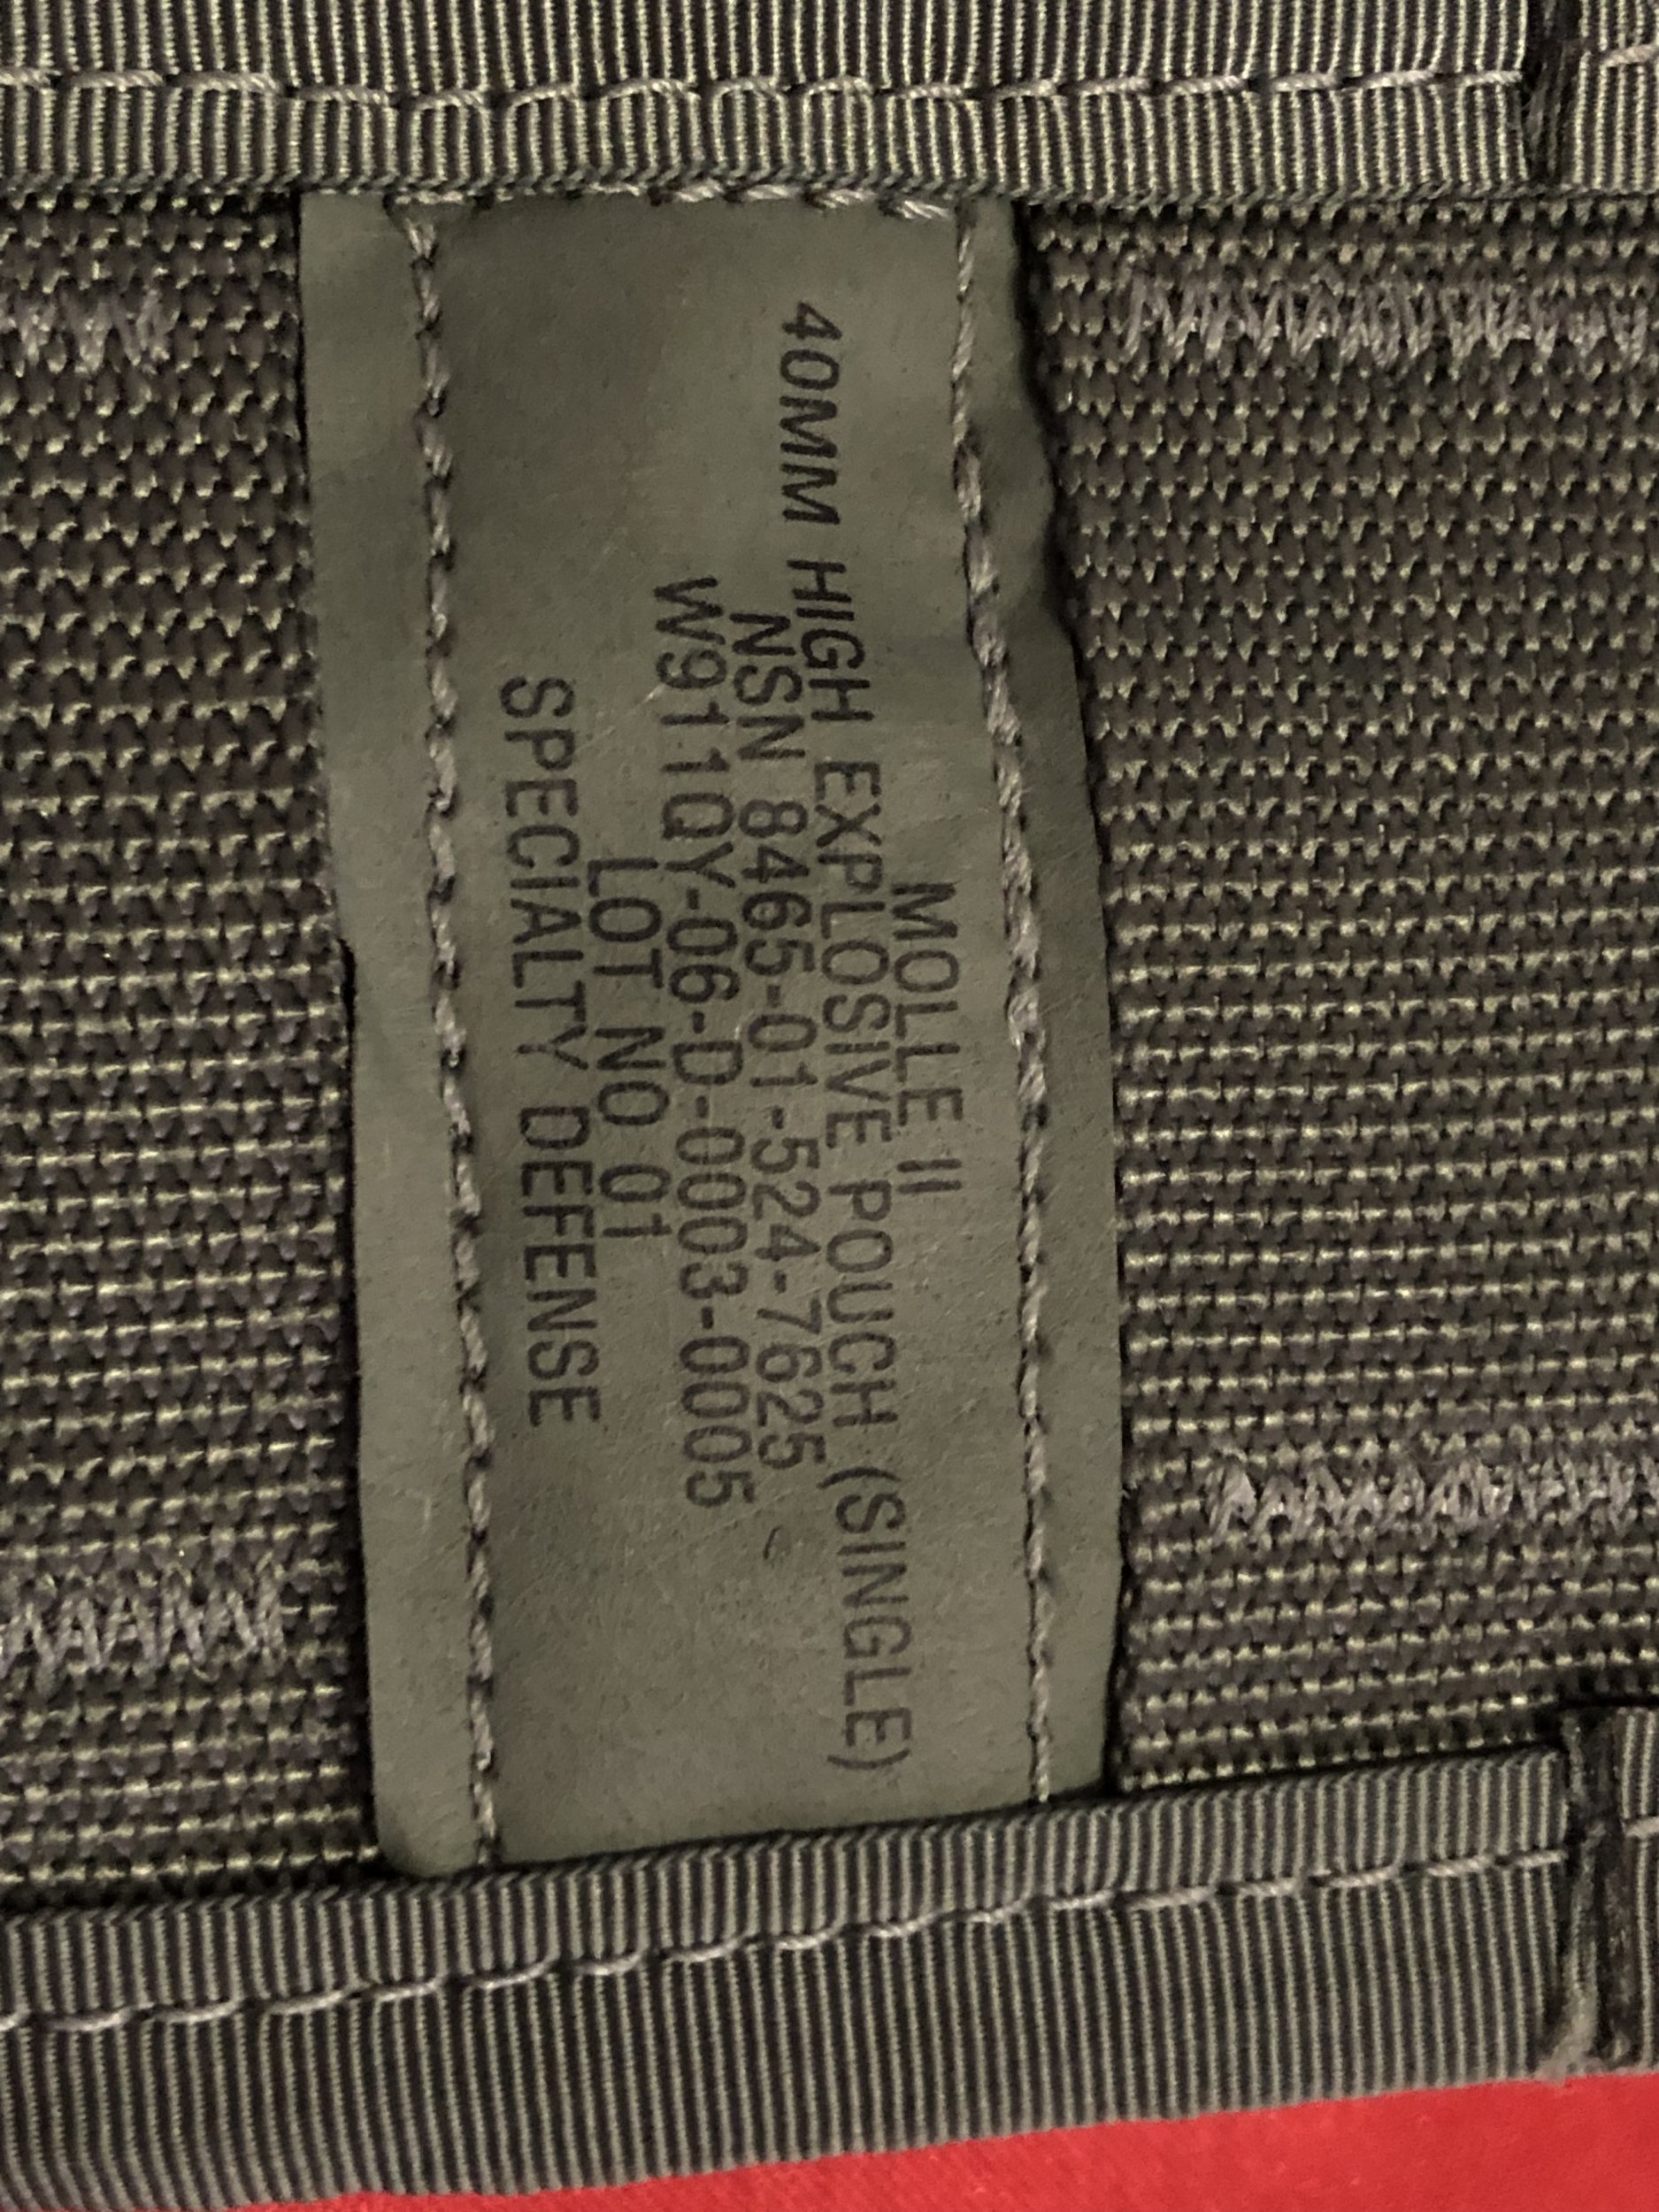 MOLLE II
40MM HIGH EXPLOSIVE POUCH (SINGLE)
NSN 8465-01-524-7625
W911QY-06-D-0003-0005
LOT NO 01
SPECIALTY DEFENSE